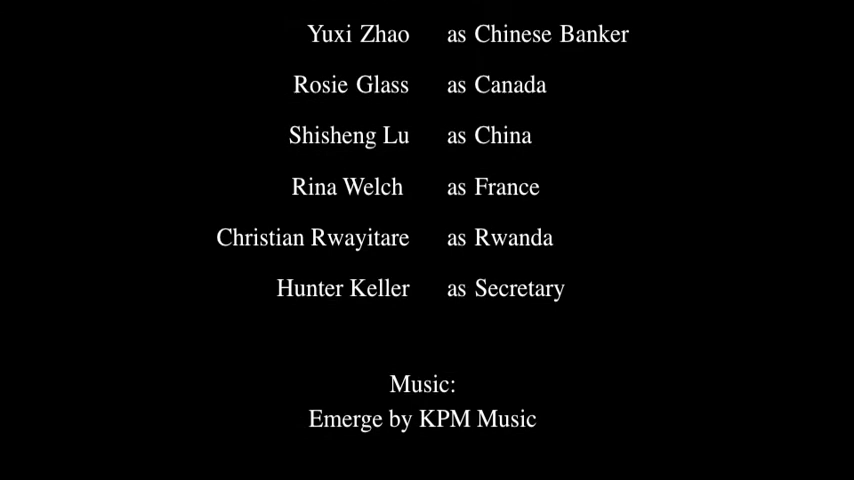 Yuxi Zhao as Chinese Banker
Rosie Glass as Canada
Shisheng Lu as China
Rina Welch as France
Christian Rwayitare as Rwanda
Hunter Keller as Secretary
Music:
Emerge by KPM Music